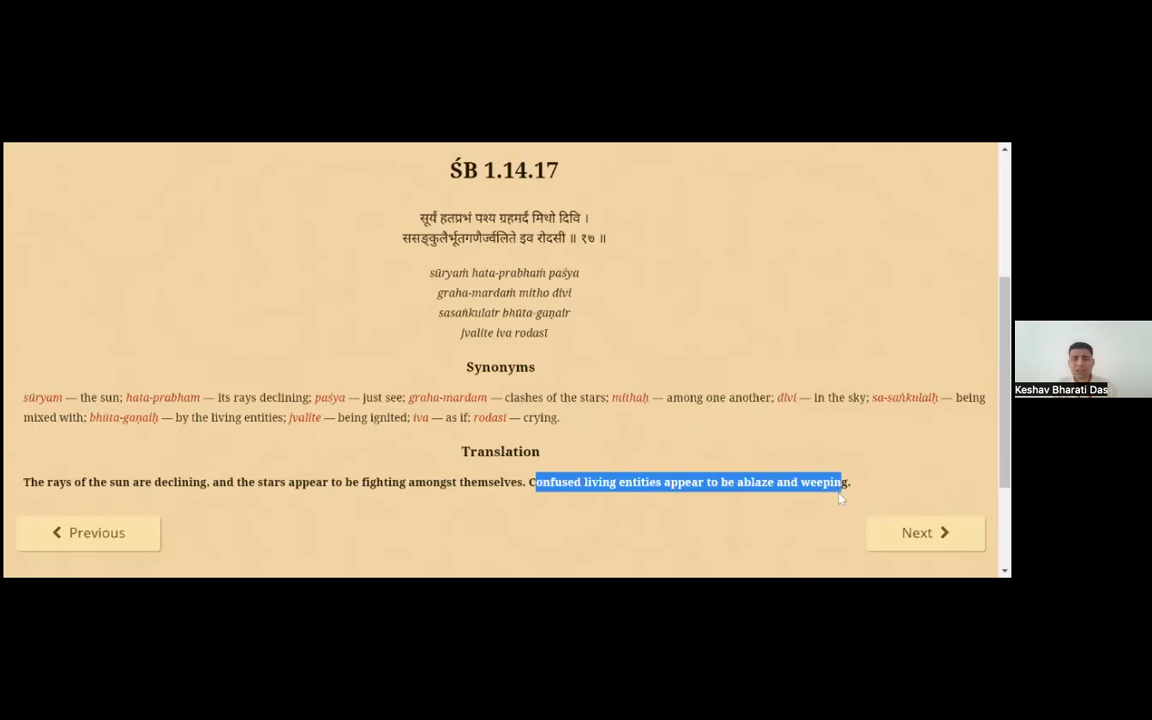 ŚB 1.14.17
सूर्यं हतप्रभं पश्य ग्रहमर्दं मिथो दिवि ।
ससङ्कुलैर्भूतगणैर्ज्वलिते इव रोदसी ॥ १७ ॥
sūryaṁ hata-prabhaṁ paśya
graha-mardaṁ mitho divi
sasaṅkulair bhūta-gaṇair
jvalite iva rodasī
Synonyms
sūryam — the sun; hata-prabham — its rays declining; paśya — just see; graha-mardam — clashes of the stars; mithaḥ — among one another; divi — in the sky; sa-saṅkulaiḥ — being
mixed with; bhūta-gaṇaiḥ — by the living entities; jvalite — being ignited; iva — as if; rodasī — crying.
Translation
The rays of the sun are declining, and the stars appear to be fighting amongst themselves. Confused living entities appear to be ablaze and weeping.
Previous
Next
Keshav Bharati Das